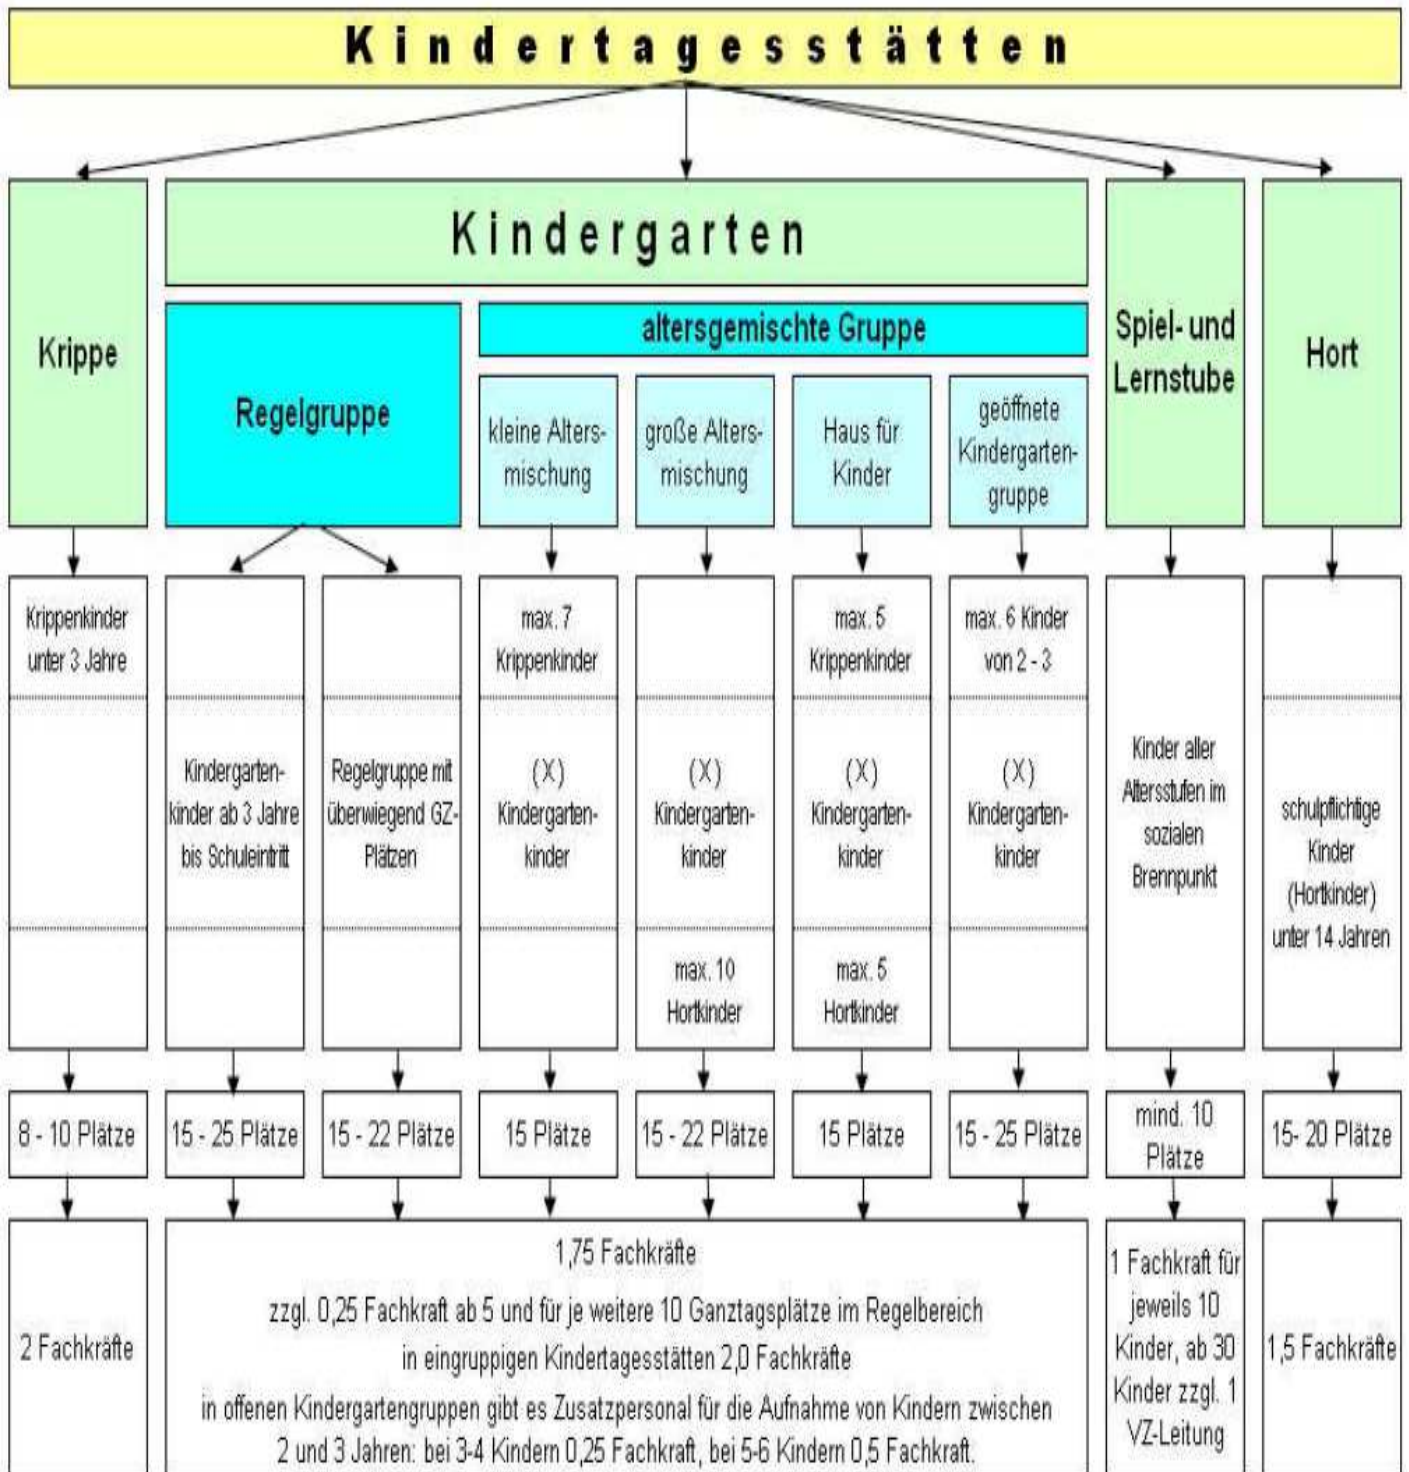 Kindertagesstätten
Krippe
Kindergarten
Regelgruppe
altersgemischte Gruppe
kleine Alters-
mischung
große Alters-
mischung
Haus für
Kinder
geöffnete
Kindergarten-
gruppe
Spiel- und
Lernstube
Hort
Krippenkinder
unter 3 Jahre
Kindergarten-
kinder ab 3 Jahre
bis Schuleintritt
Regelgruppe mit
überwiegend GZ-
Plätzen
max. 7
Krippenkinder
(X)
Kindergarten-
kinder
(X)
Kindergarten-
kinder
max. 10
Hortkinder
max. 5
Krippenkinder
(X)
Kindergarten-
kinder
max. 5
Hortkinder
max. 6 Kinder
von 2 - 3
(X)
Kindergarten-
kinder
Kinder aller
Altersstufen im
sozialen
Brennpunkt
schulpflichtige
Kinder
(Hortkinder)
unter 14 Jahren
8 - 10 Plätze
15 - 25 Plätze
15 - 22 Plätze
15 Plätze
15 - 22 Plätze
15 Plätze
15 - 25 Plätze
mind. 10
Plätze
15- 20 Plätze
2 Fachkräfte
1,75 Fachkräfte
zzgl. 0,25 Fachkraft ab 5 und für je weitere 10 Ganztagsplätze im Regelbereich
in eingruppigen Kindertagesstätten 2,0 Fachkräfte
in offenen Kindergartengruppen gibt es Zusatzpersonal für die Aufnahme von Kindern zwischen
2 und 3 Jahren: bei 3-4 Kindern 0,25 Fachkraft, bei 5-6 Kindern 0,5 Fachkraft.
1 Fachkraft für
jeweils 10
Kinder, ab 30
Kinder zzgl. 1
VZ-Leitung
1,5 Fachkräfte